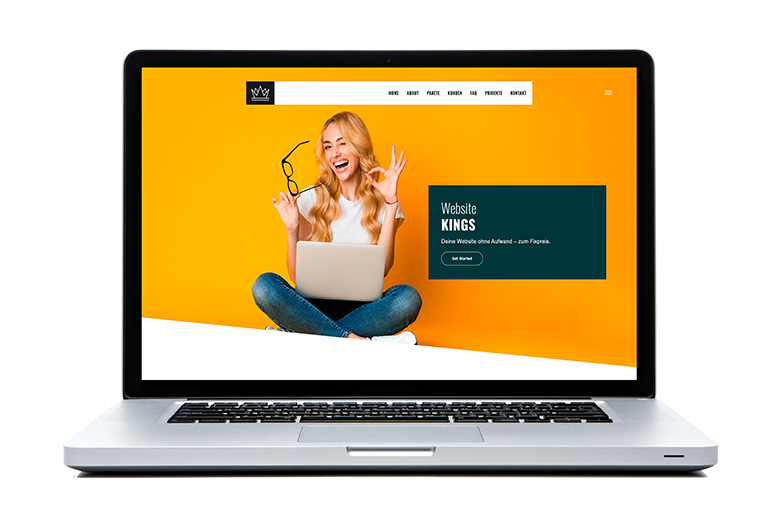 HOME ABOUT PAKETE KUNDEN FAQ PROJEKTE KONTAKT
Website
KINGS
Deine Website ohne Aufwand – zum Fixpreis.
Get Started